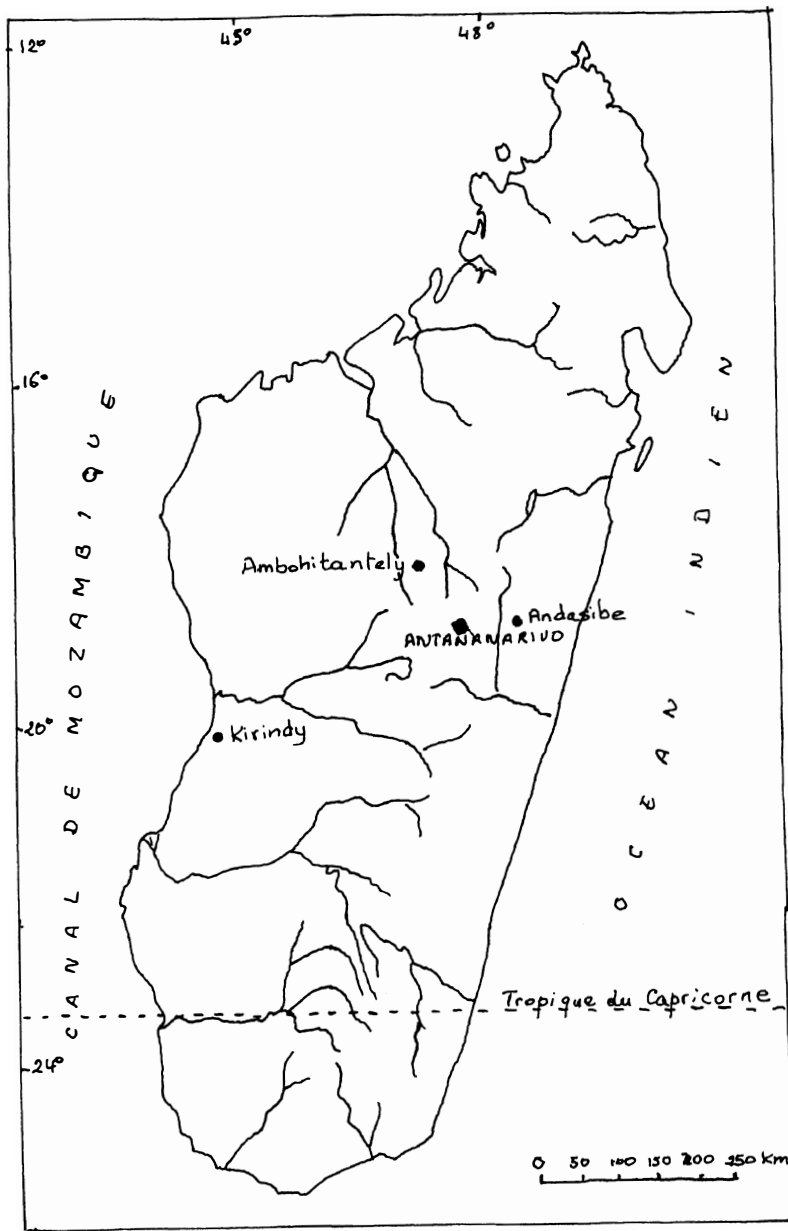 45° 48°
12°
16°
CANAL DE MOZAMBIQUE
OCEAN INDIEN
Ambohitantely
Andasibe
ANTANANARIVO
20°
Kirindy
Tropique du Capricorne
24°
0 50 100 150 200 250 km